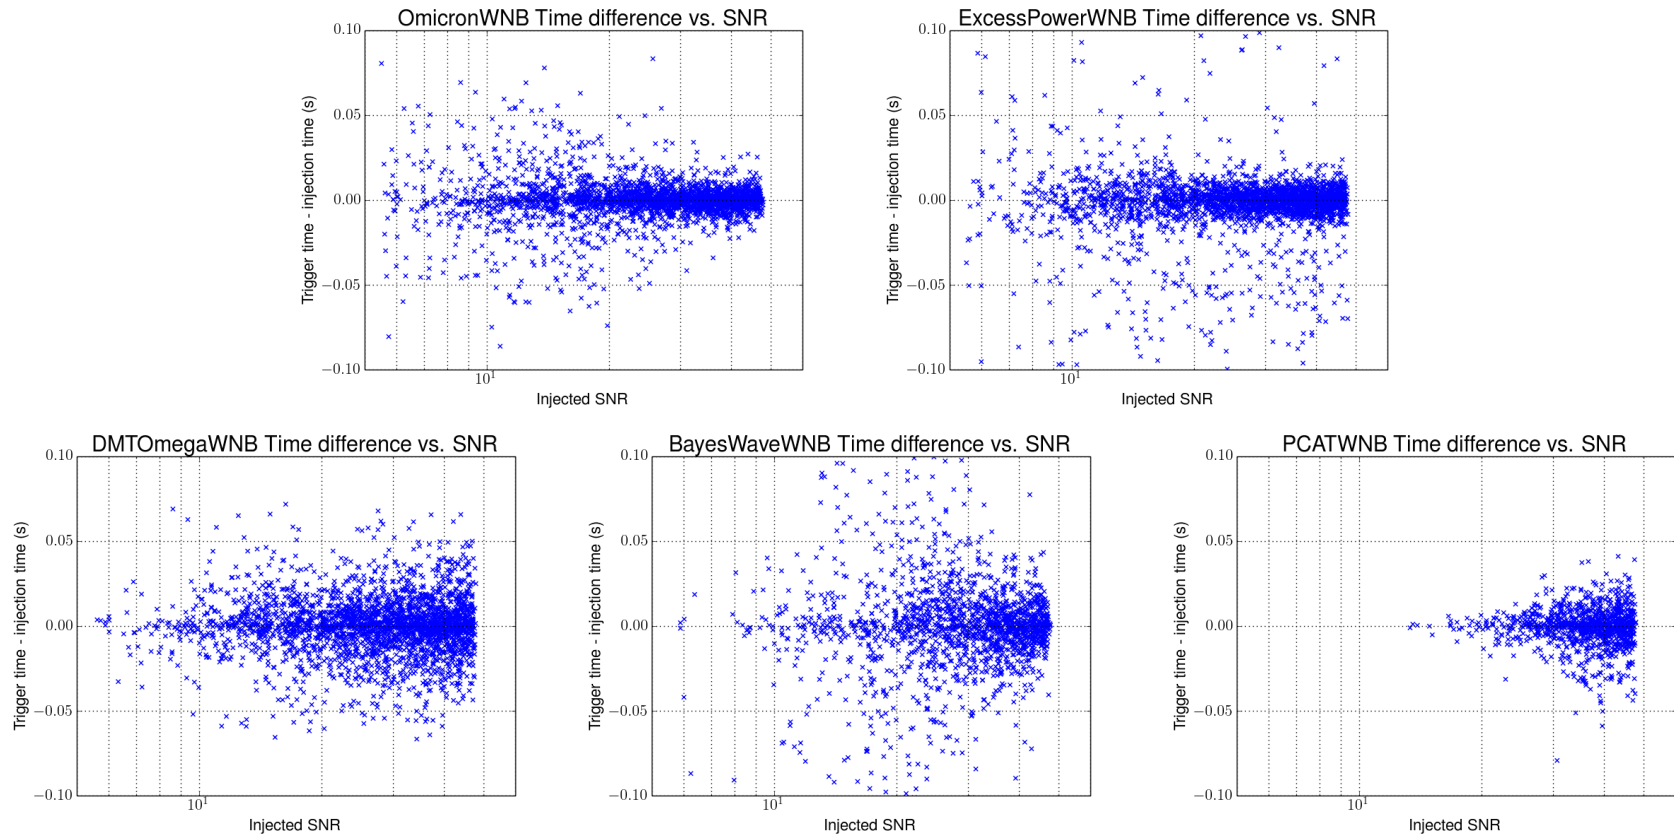 OmicronWNB Time difference vs. SNR
0.10
0.05
0.00
−0.05
−0.10
Trigger time - injection time (s)
10¹
Injected SNR
ExcessPowerWNB Time difference vs. SNR
0.10
0.05
0.00
−0.05
−0.10
Trigger time - injection time (s)
10¹
Injected SNR
DMTOmegaWNB Time difference vs. SNR
0.10
0.05
0.00
−0.05
−0.10
Trigger time - injection time (s)
10¹
Injected SNR
BayesWaveWNB Time difference vs. SNR
0.10
0.05
0.00
−0.05
−0.10
Trigger time - injection time (s)
10¹
Injected SNR
PCATWNB Time difference vs. SNR
0.10
0.05
0.00
−0.05
−0.10
Trigger time - injection time (s)
10¹
Injected SNR